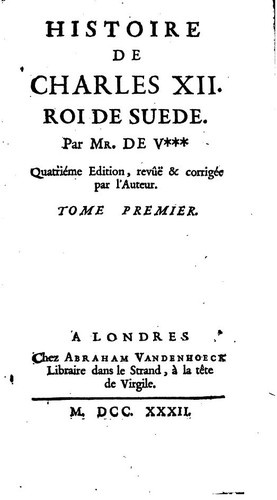 HISTOIRE
DE
CHARLES XII.
ROI DE SUEDE.
Par MR. DE V***
Quatriéme Edition, revûë & corrigée
par l'Auteur.
TOME PREMIER.
A LONDRES
Chez ABRAHAM VANDENHOECK
Libraire dans le Strand, à la tête
de Virgile.
M. DCC. XXXII.